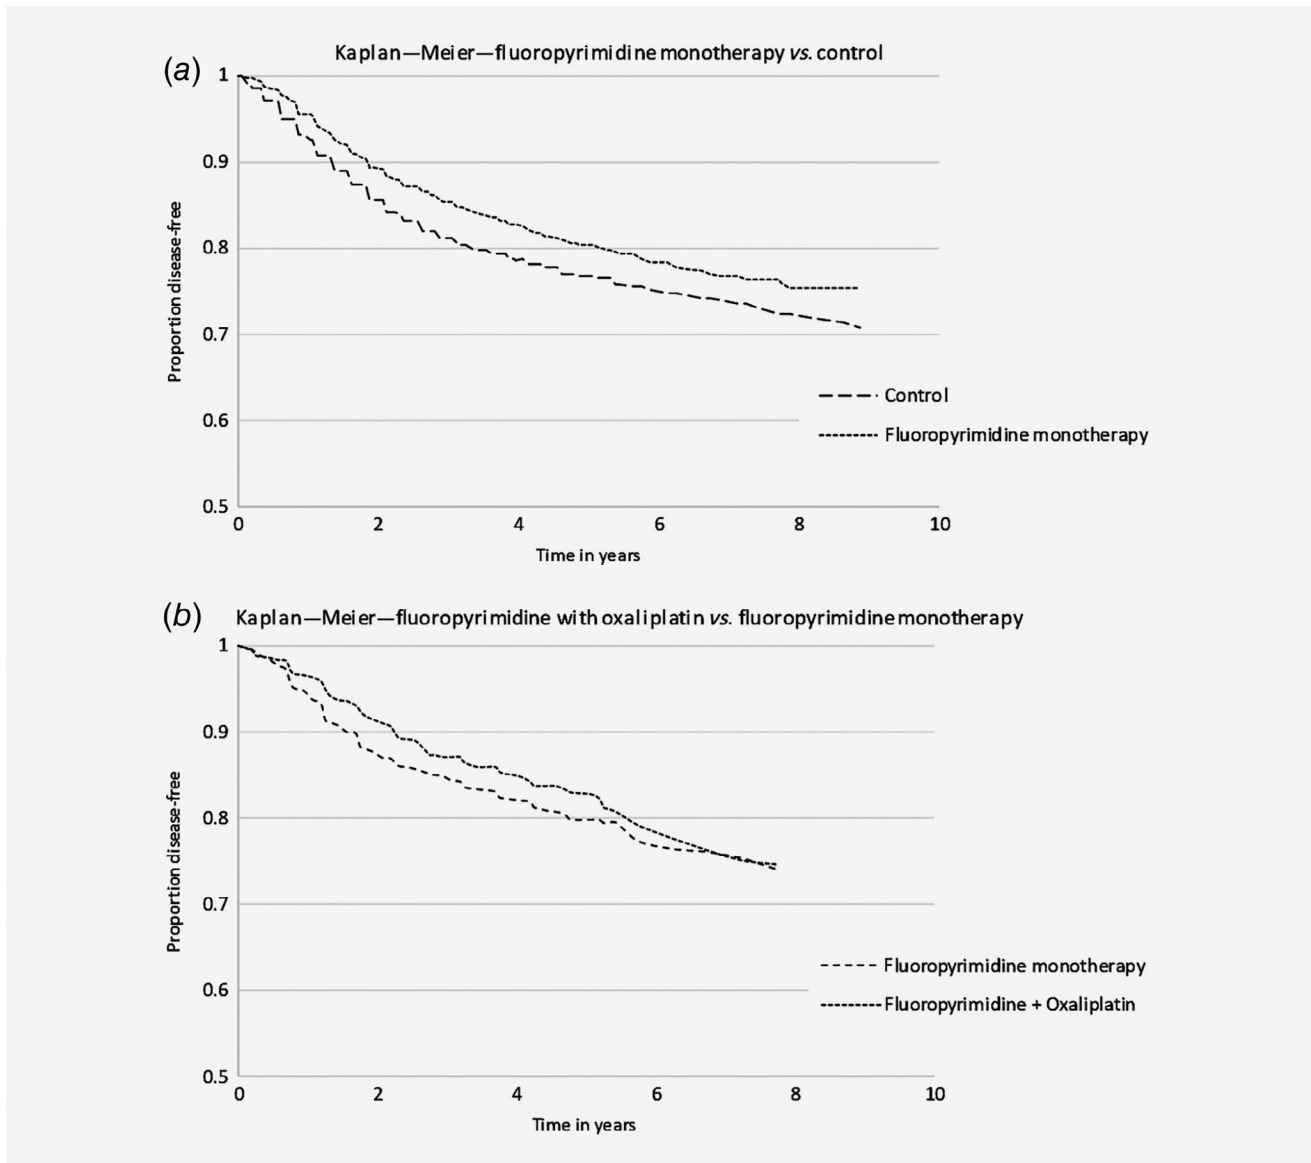 (a)
Kaplan—Meier—fluoropyrimidine monotherapy vs. control
1
0.9
0.8
0.7
0.6
0.5
Proportion disease-free
0 2 4 6 8 10
Time in years
Control
Fluoropyrimidine monotherapy
(b)
Kaplan—Meier—fluoropyrimidine with oxaliplatin vs. fluoropyrimidine monotherapy
1
0.9
0.8
0.7
0.6
0.5
Proportion disease-free
0 2 4 6 8 10
Time in years
Fluoropyrimidine monotherapy
Fluoropyrimidine + Oxaliplatin